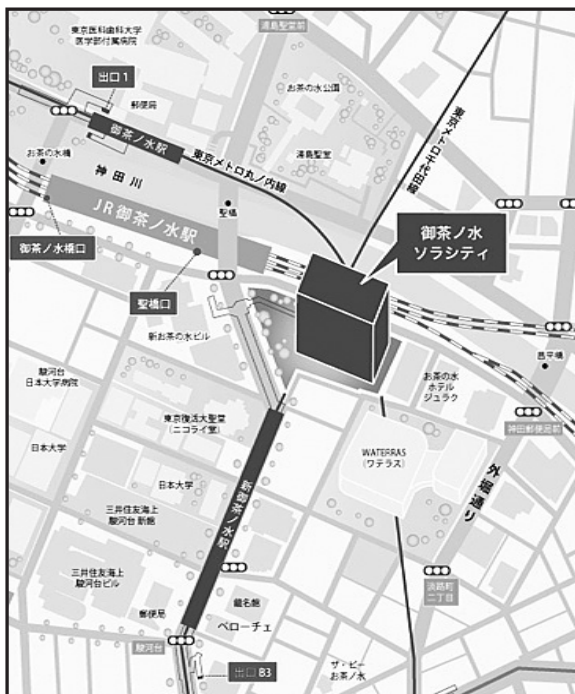 東京医科歯科大学
医学部付属病院
湯島聖堂前
出口1
郵便局
お茶の水公園
御茶ノ水駅
湯島聖堂
東京メトロ丸ノ内線
東京メトロ千代田線
お茶の水橋
神田川
聖橋
JR御茶ノ水駅
御茶ノ水
ソラシティ
御茶ノ水橋口
聖橋口
新お茶の水ビル
昌平橋
駿河台
日本大学病院
お茶の水
ホテル
ジュラク
東京復活大聖堂
(ニコライ堂)
神田郵便局前
日本大学
WATERRAS
(ワテラス)
外堀通り
日本大学
新御茶ノ水駅
三井住友海上
駿河台 新館
三井住友海上
駿河台ビル
淡路町
二丁目
郵便局
龍名館
ベローチェ
駿河台
出口 B3
ザ・ビー
お茶ノ水